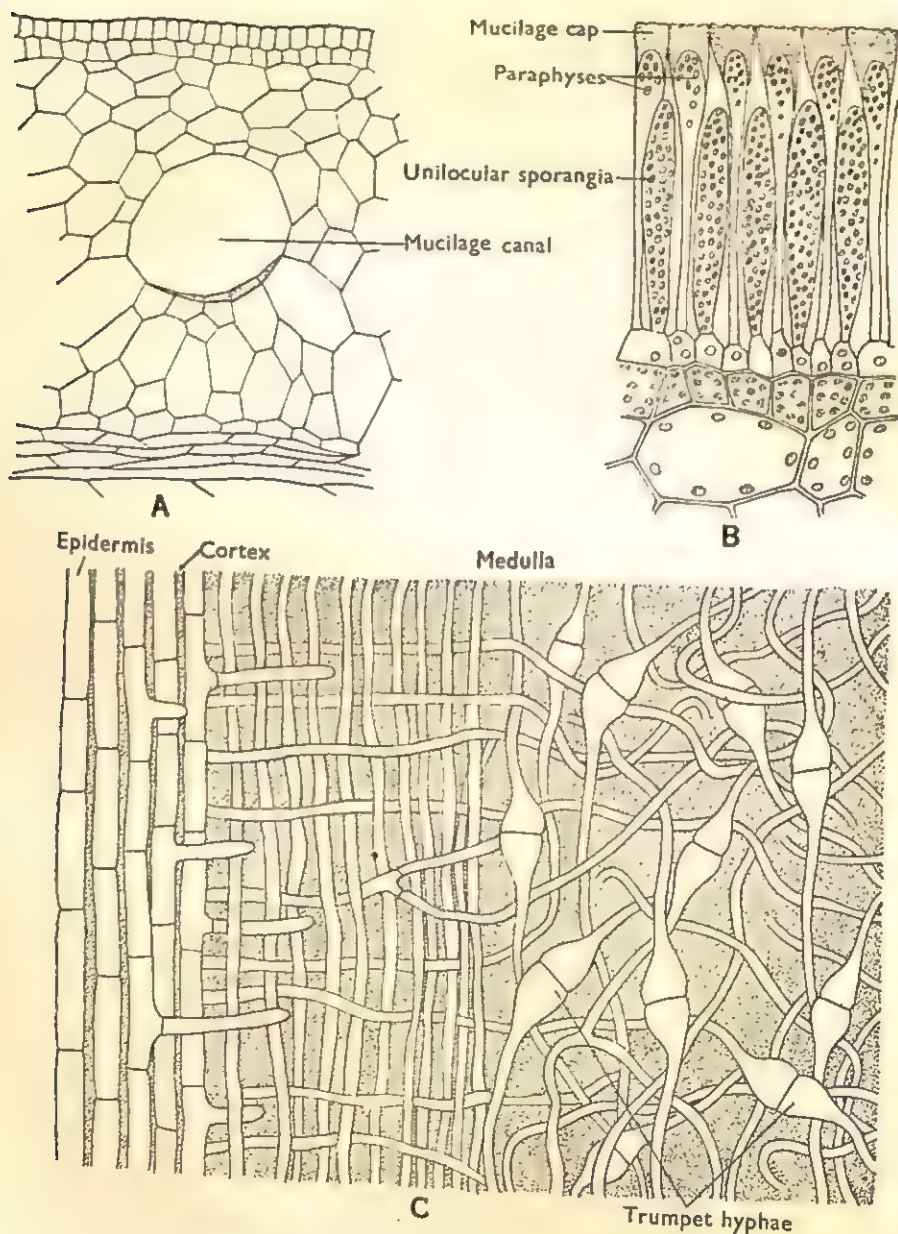 Mucilage cap
Paraphyses
Unilocular sporangia
Mucilage canal
A
B
Epidermis
Cortex
Medulla
C
Trumpet hyphae